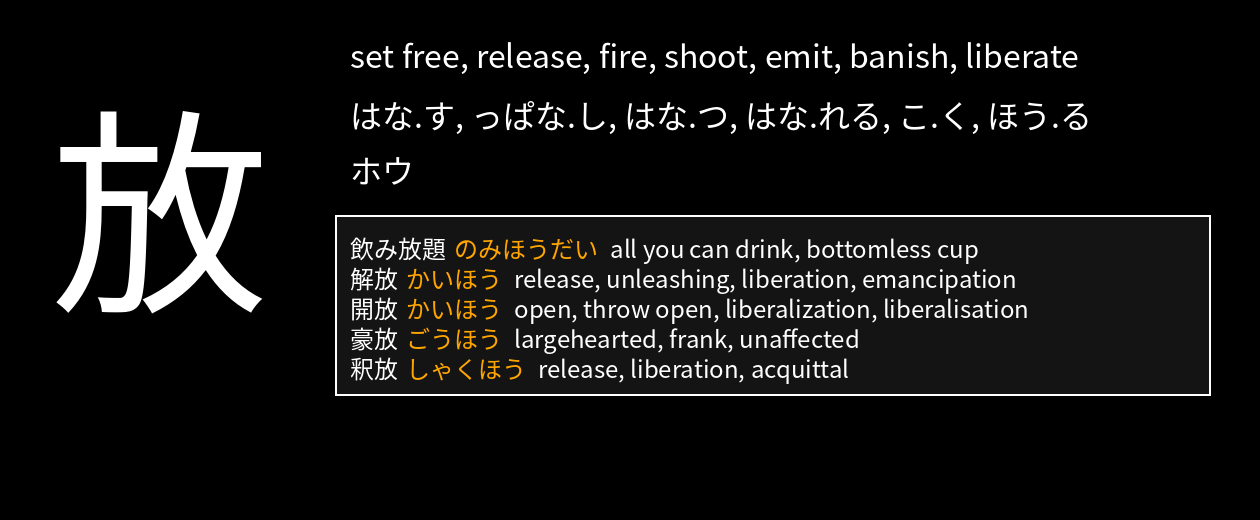 放
set free, release, fire, shoot, emit, banish, liberate
はな.す, っぱな.し, はな.つ, はな.れる, こ.く, ほう.る
ホウ
飲み放題 のみほうだい all you can drink, bottomless cup
解放 かいほう release, unleashing, liberation, emancipation
開放 かいほう open, throw open, liberalization, liberalisation
豪放 ごうほう largehearted, frank, unaffected
釈放 しゃくほう release, liberation, acquittal